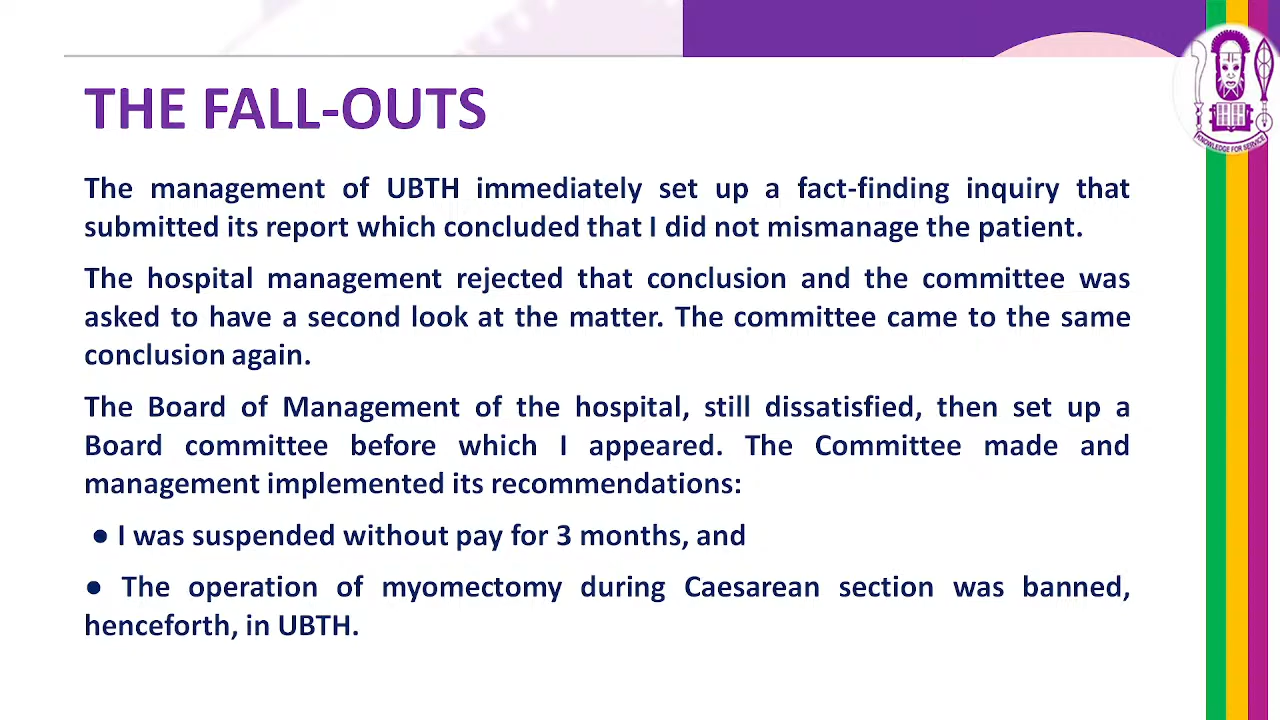 THE FALL-OUTS
The management of UBTH immediately set up a fact-finding inquiry that
submitted its report which concluded that I did not mismanage the patient.
The hospital management rejected that conclusion and the committee was
asked to have a second look at the matter. The committee came to the same
conclusion again.
The Board of Management of the hospital, still dissatisfied, then set up a
Board committee before which I appeared. The Committee made and
management implemented its recommendations:
● I was suspended without pay for 3 months, and
● The operation of myomectomy during Caesarean section was banned,
henceforth, in UBTH.
KNOWLEDGE FOR SERVICE